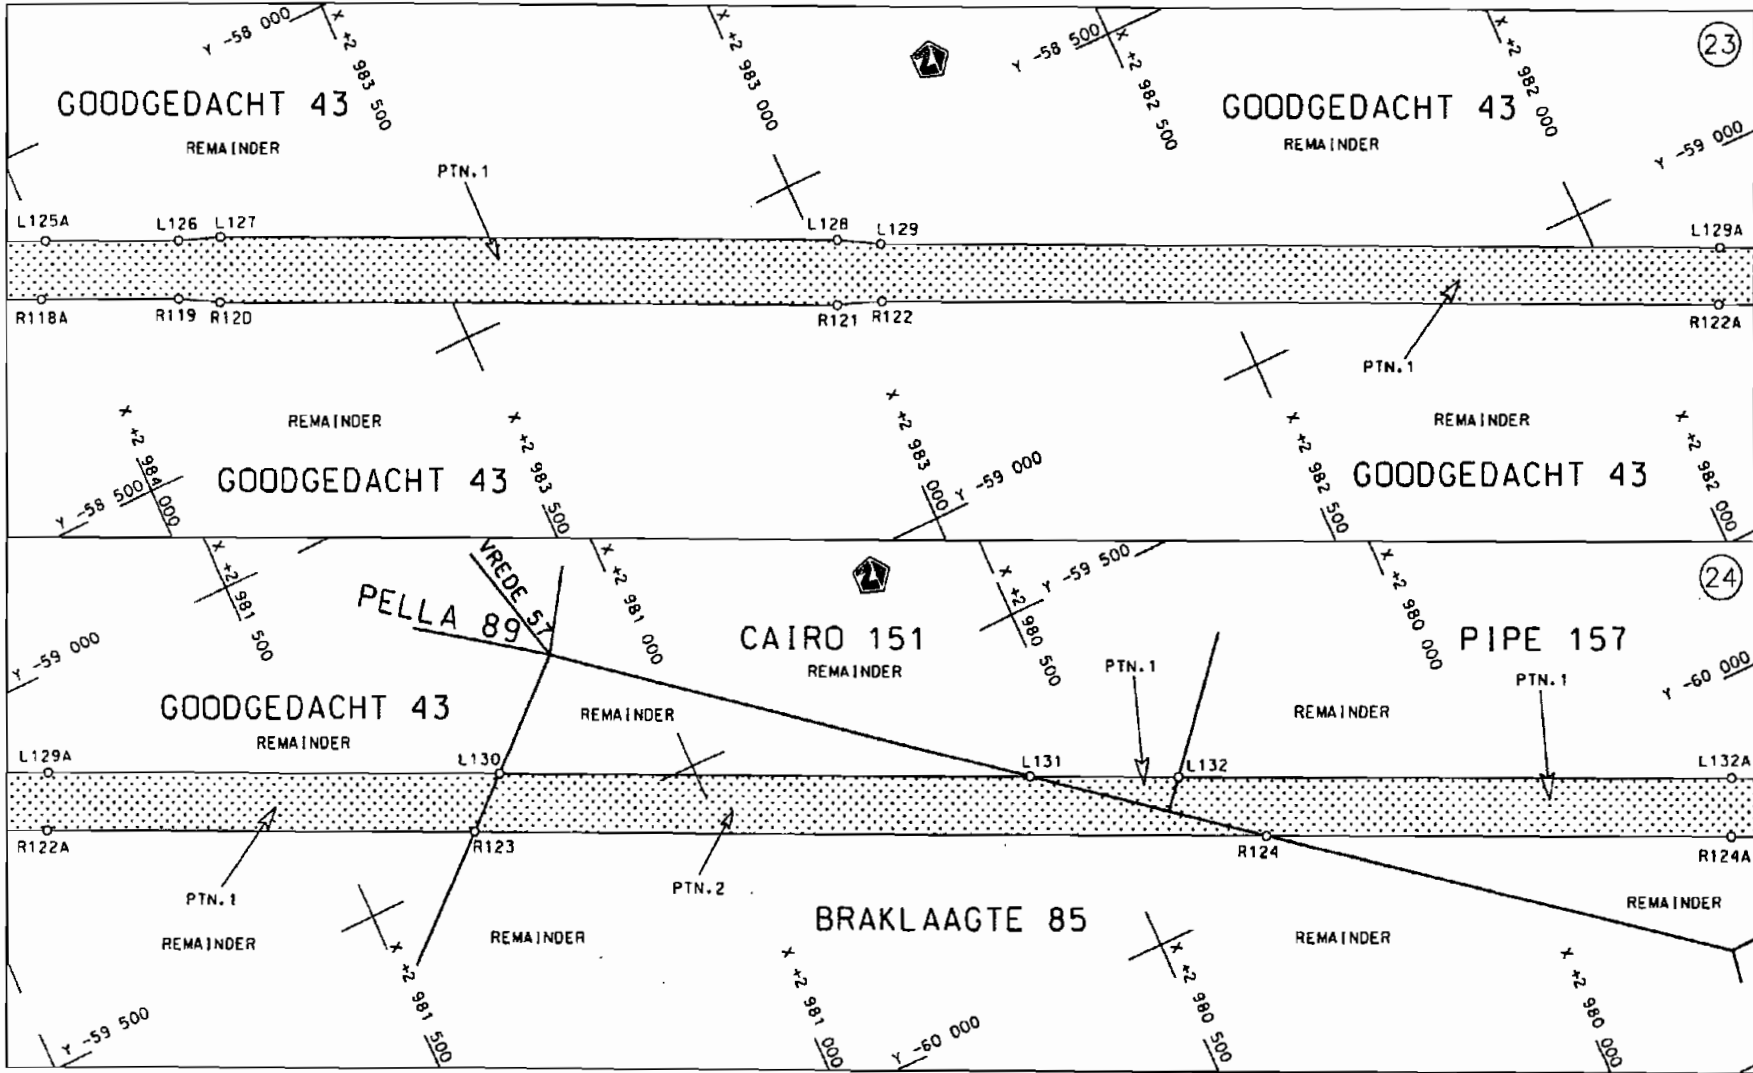 Y -58 000
X +2 983 500
X +2 983 000
Y -58 500
X +2 982 500
X +2 982 000
Y -59 000
23
GOODGEDACHT 43
REMAINDER
GOODGEDACHT 43
REMAINDER
PTN.1
L125A
L126
L127
L128
L129
L129A
R118A
R119
R120
R121
R122
R122A
PTN.1
REMAINDER
GOODGEDACHT 43
REMAINDER
GOODGEDACHT 43
Y -58 500
X +2 984 000
X +2 983 500
X +2 983 000
Y -59 000
X +2 982 500
X +2 982 000
X +2 981 500
VREDE 57
X +2 981 000
X +2 980 500
Y -59 500
X +2 980 000
24
PELLA 89
CAIRO 151
REMAINDER
PIPE 157
PTN.1
PTN.1
Y -60 000
Y -59 000
GOODGEDACHT 43
REMAINDER
REMAINDER
REMAINDER
L129A
L130
L131
L132
L132A
R122A
R123
R124
R124A
PTN.1
PTN.2
REMAINDER
REMAINDER
BRAKLAAGTE 85
REMAINDER
REMAINDER
Y -59 500
X +2 981 500
X +2 981 000
Y -60 000
X +2 980 500
X +2 980 000